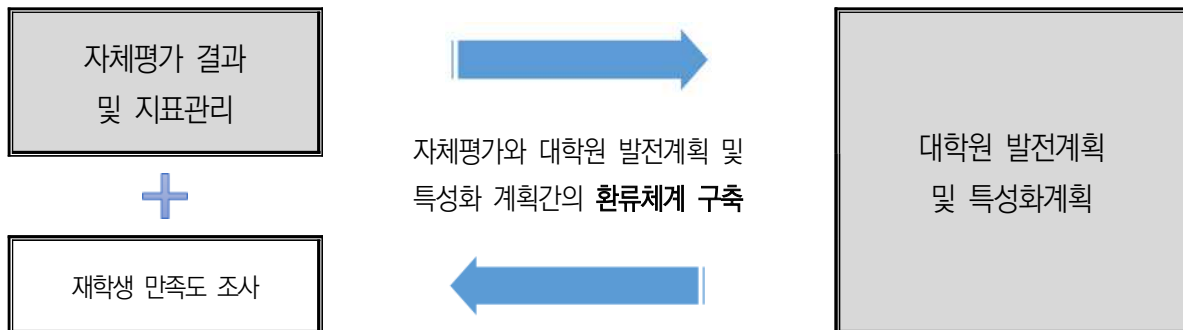 자체평가 결과
및 지표관리
재학생 만족도 조사
자체평가와 대학원 발전계획 및
특성화 계획간의 환류체계 구축
대학원 발전계획
및 특성화계획